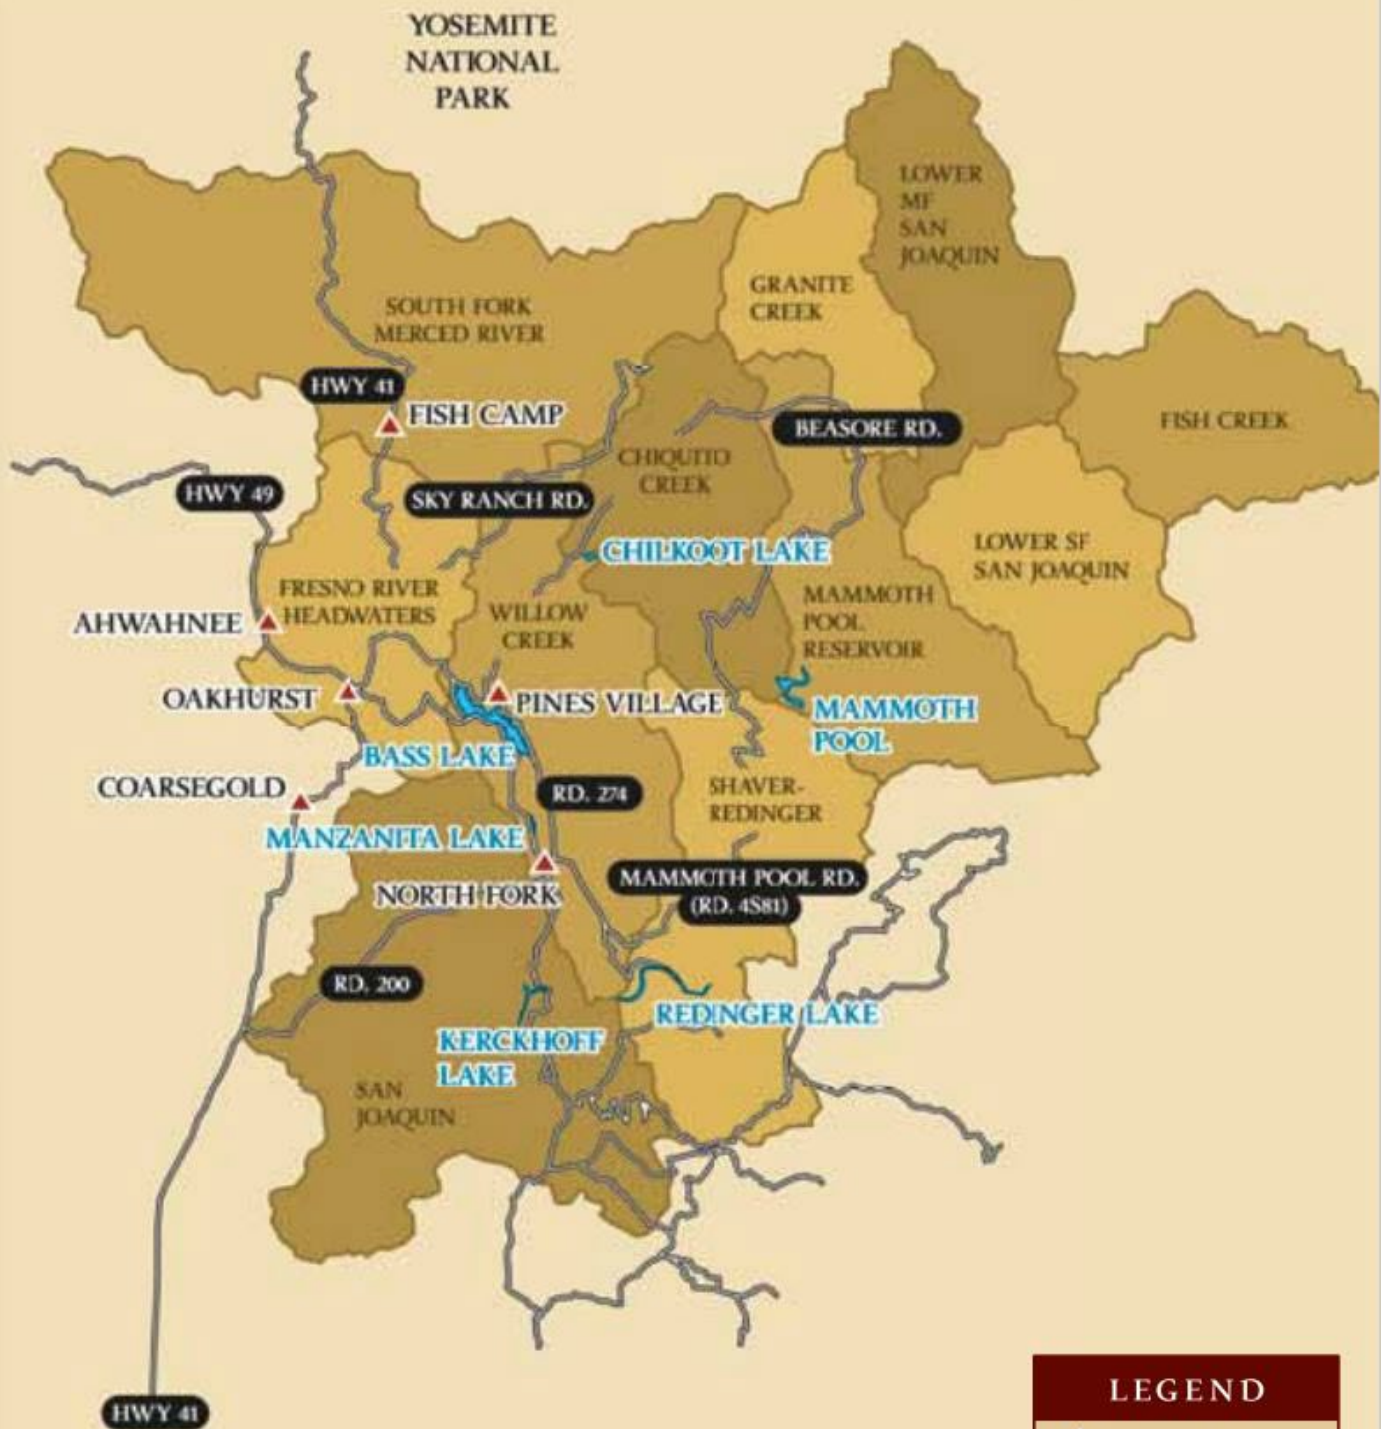 YOSEMITE
NATIONAL
PARK
LOWER
MF
SAN
JOAQUIN
GRANITE
CREEK
SOUTH FORK
MERCED RIVER
HWY 41
FISH CAMP
BEASORE RD.
FISH CREEK
CHIQUITO
CREEK
HWY 49
SKY RANCH RD.
CHILKOOT LAKE
LOWER SF
SAN JOAQUIN
FRESNO RIVER
HEADWATERS
AHWAHNEE
WILLOW
CREEK
MAMMOTH
POOL
RESERVOIR
OAKHURST
PINES VILLAGE
MAMMOTH
POOL
BASS LAKE
COARSEGOLD
RD. 274
SHAVER-
REDINGER
MANZANITA LAKE
NORTH FORK
MAMMOTH POOL RD.
(RD. 4S81)
RD. 200
REDINGER LAKE
KERCKHOFF
LAKE
SAN
JOAQUIN
HWY 41
LEGEND